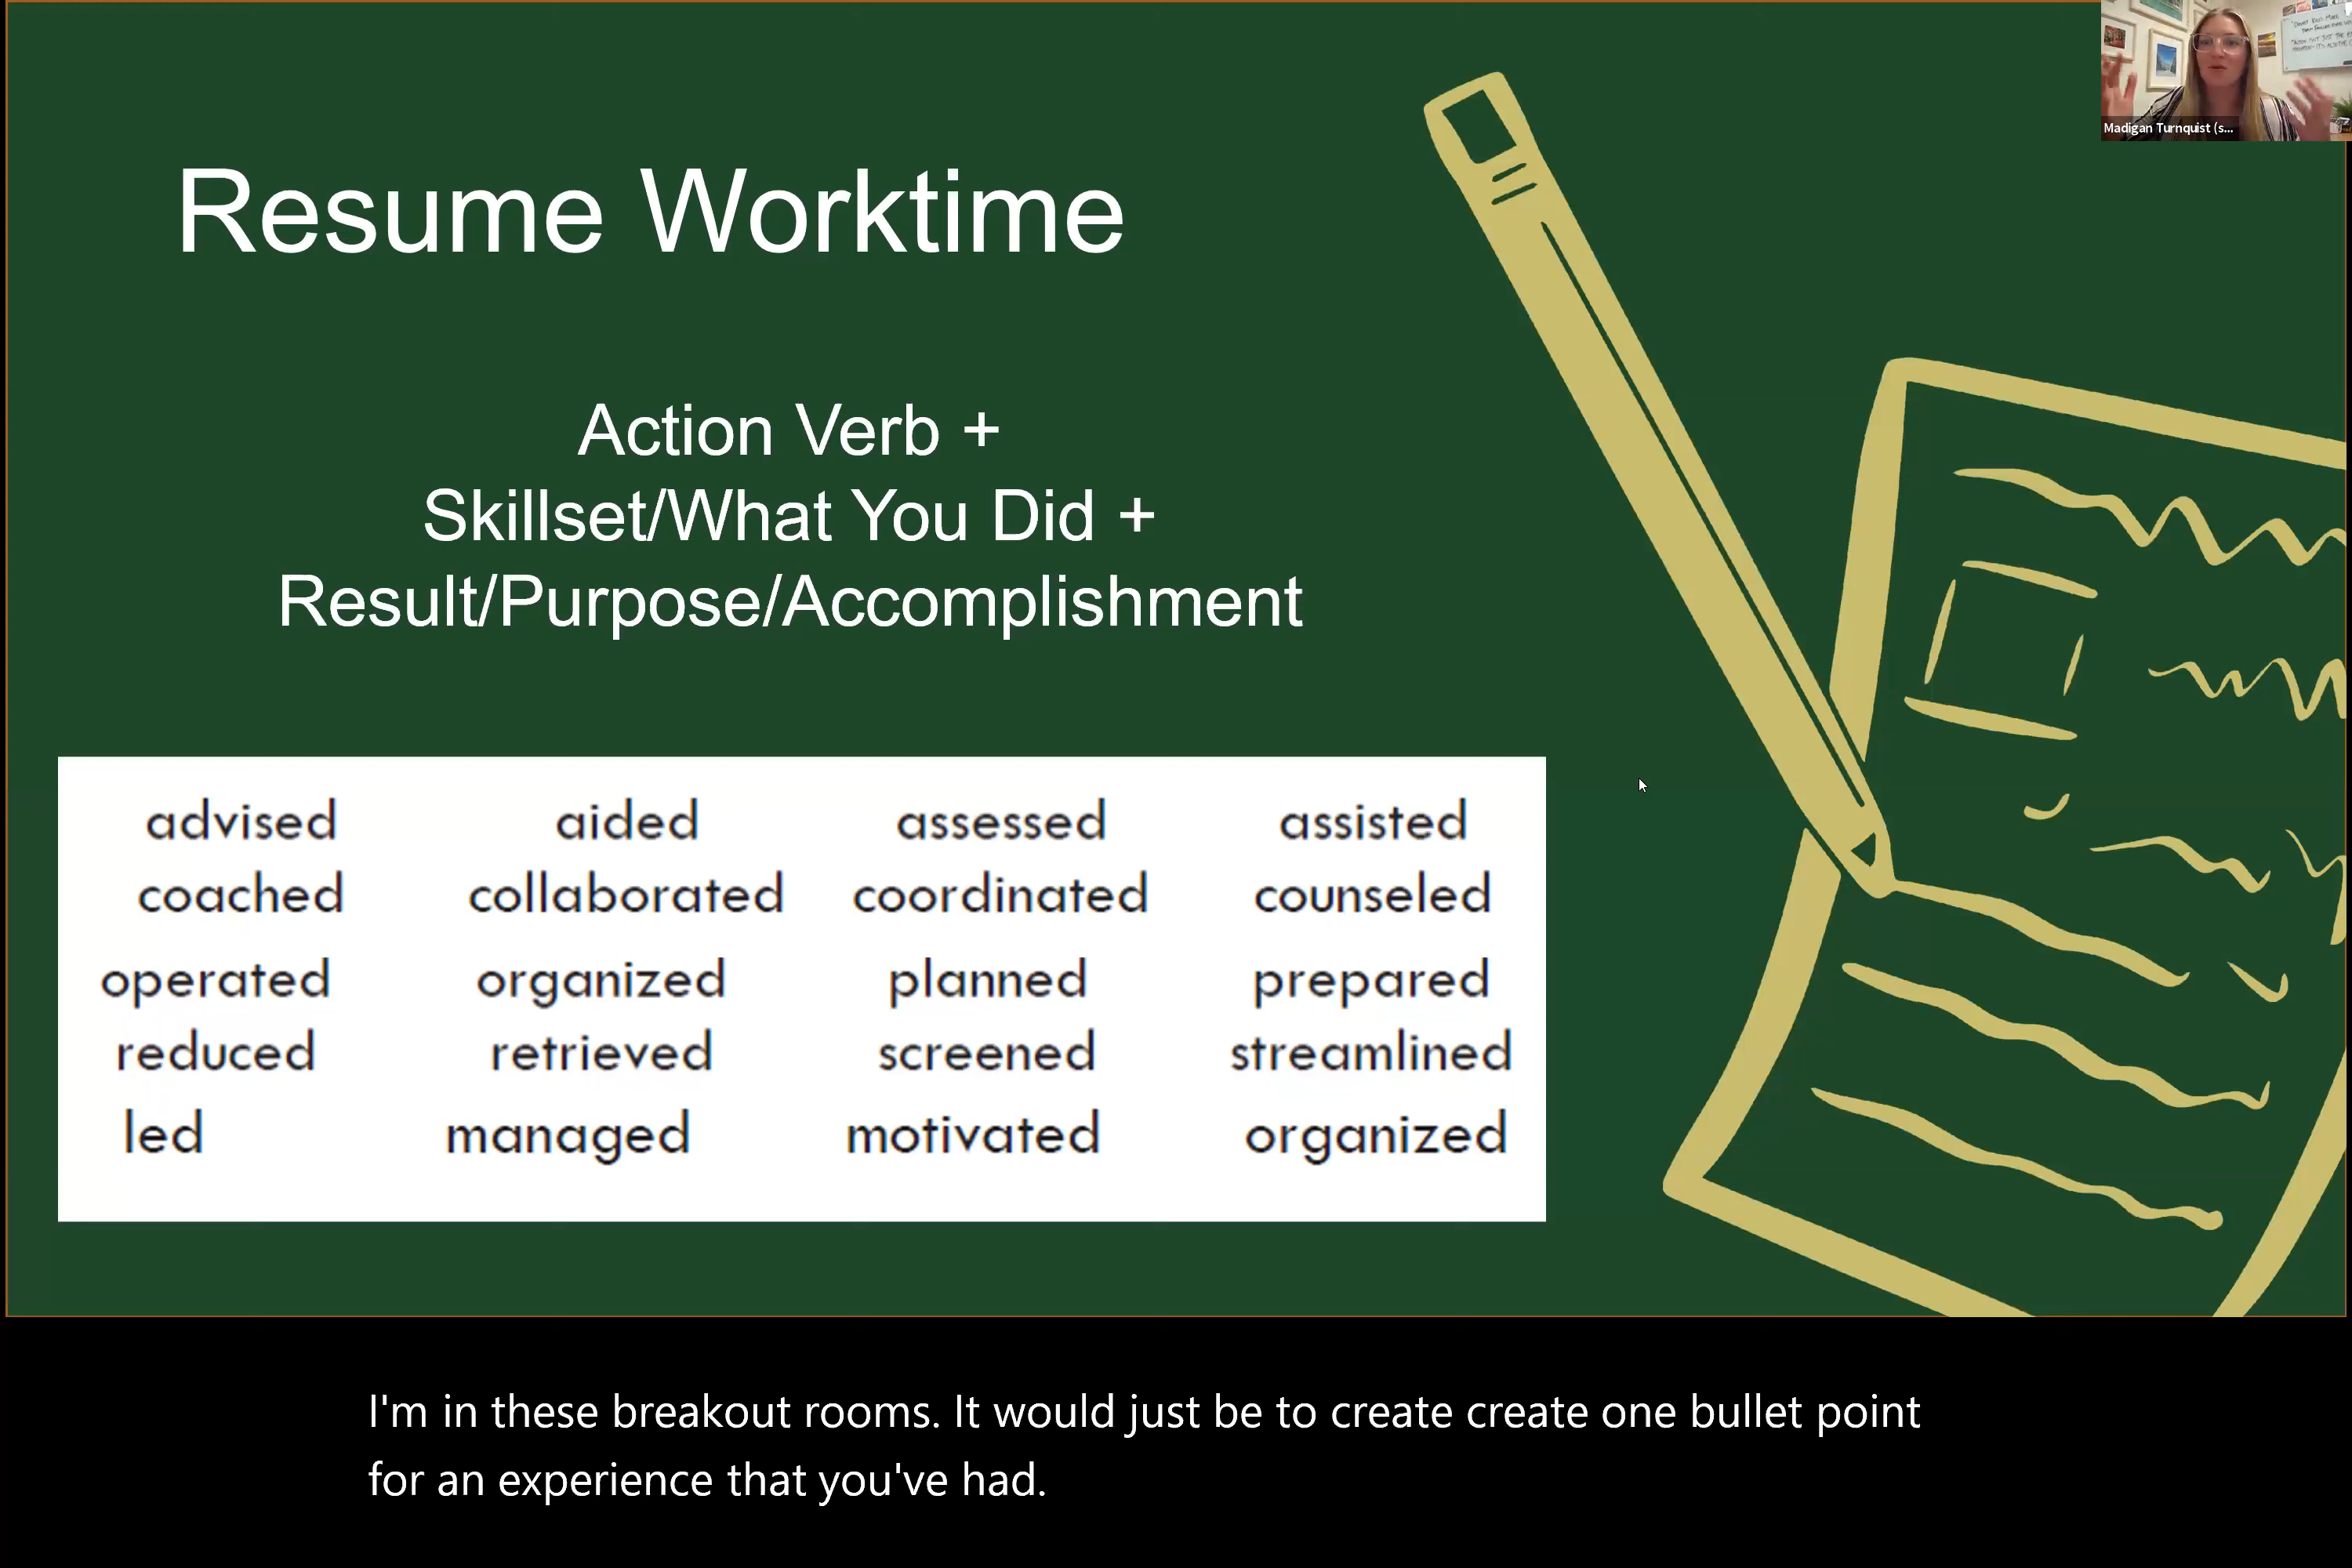 Resume Worktime
Action Verb +
Skillset/What You Did +
Result/Purpose/Accomplishment
advised aided assessed assisted
coached collaborated coordinated counseled
operated organized planned prepared
reduced retrieved screened streamlined
led managed motivated organized
Madigan Turnquist (s...
I'm in these breakout rooms. It would just be to create create one bullet point
for an experience that you've had.